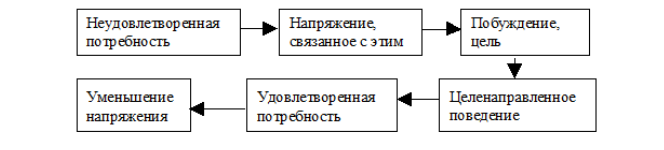 Неудовлетворенная
потребность
Напряжение,
связанное с этим
Побуждение,
цель
Целенаправленное
поведение
Удовлетворенная
потребность
Уменьшение
напряжения